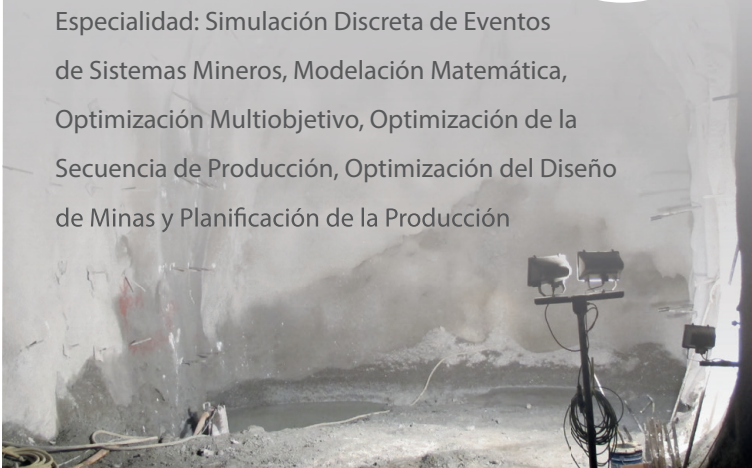 Especialidad: Simulación Discreta de Eventos
de Sistemas Mineros, Modelación Matemática,
Optimización Multiobjetivo, Optimización de la
Secuencia de Producción, Optimización del Diseño
de Minas y Planificación de la Producción